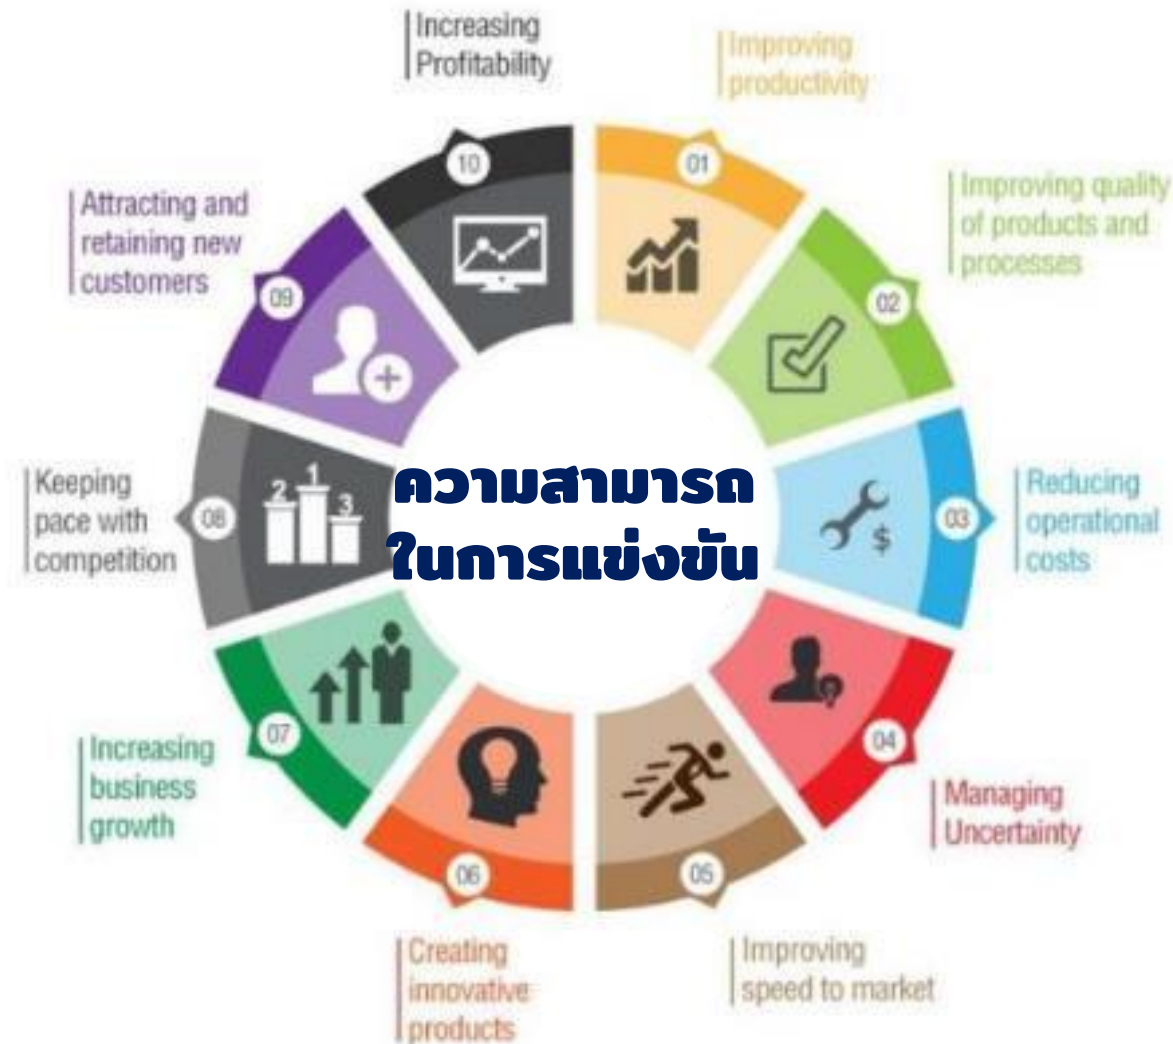 Increasing
Profitability
10
Improving
productivity
01
Improving quality
of products and
processes
02
Reducing
operational
costs
03
$
Managing
Uncertainty
04
Improving
speed to market
05
Creating
innovative
products
06
Increasing
business
growth
07
Keeping
pace with
competition
08
2 1 3
Attracting and
retaining new
customers
09
ความสามารถ
ในการแข่งขัน